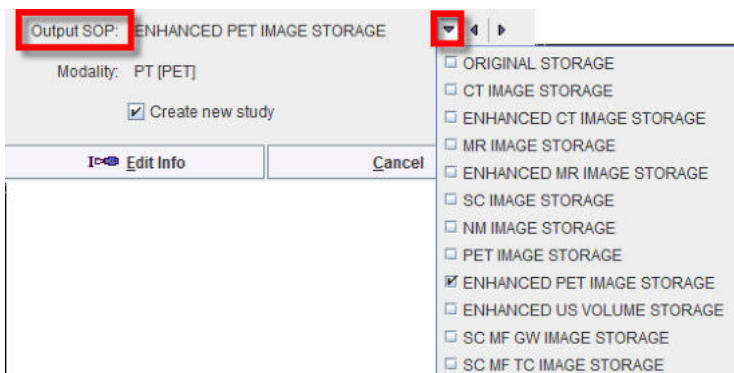 Output SOP: ENHANCED PET IMAGE STORAGE
Modality: PT [PET]
Create new study
Edit Info
Cancel
ORIGINAL STORAGE
CT IMAGE STORAGE
ENHANCED CT IMAGE STORAGE
MR IMAGE STORAGE
ENHANCED MR IMAGE STORAGE
SC IMAGE STORAGE
NM IMAGE STORAGE
PET IMAGE STORAGE
ENHANCED PET IMAGE STORAGE
ENHANCED US VOLUME STORAGE
SC MF GW IMAGE STORAGE
SC MF TC IMAGE STORAGE